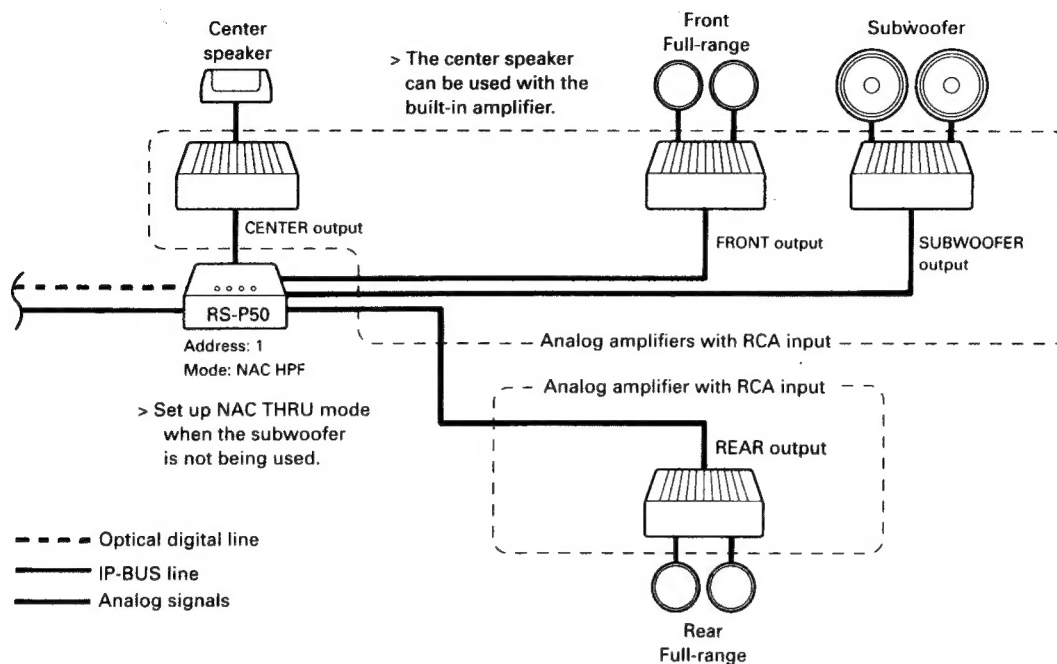 Center
speaker
> The center speaker
can be used with the
built-in amplifier.
Front
Full-range
Subwoofer
CENTER output
FRONT output
SUBWOOFER
output
RS-P50
Address: 1
Mode: NAC HPF
> Set up NAC THRU mode
when the subwoofer
is not being used.
Analog amplifiers with RCA input
Analog amplifier with RCA input
REAR output
Rear
Full-range
Optical digital line
IP-BUS line
Analog signals